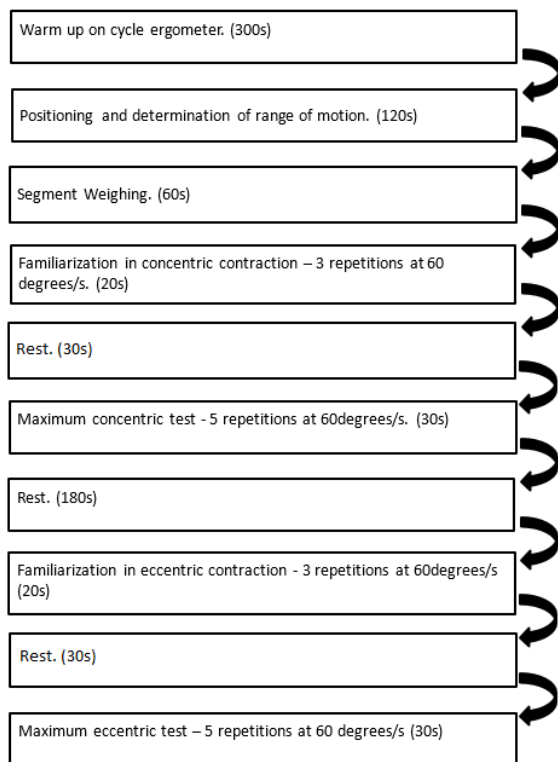 Warm up on cycle ergometer. (300s)
Positioning and determination of range of motion. (120s)
Segment Weighing. (60s)
Familiarization in concentric contraction – 3 repetitions at 60
degrees/s. (20s)
Rest. (30s)
Maximum concentric test - 5 repetitions at 60degrees/s. (30s)
Rest. (180s)
Familiarization in eccentric contraction - 3 repetitions at 60degrees/s
(20s)
Rest. (30s)
Maximum eccentric test – 5 repetitions at 60 degrees/s (30s)